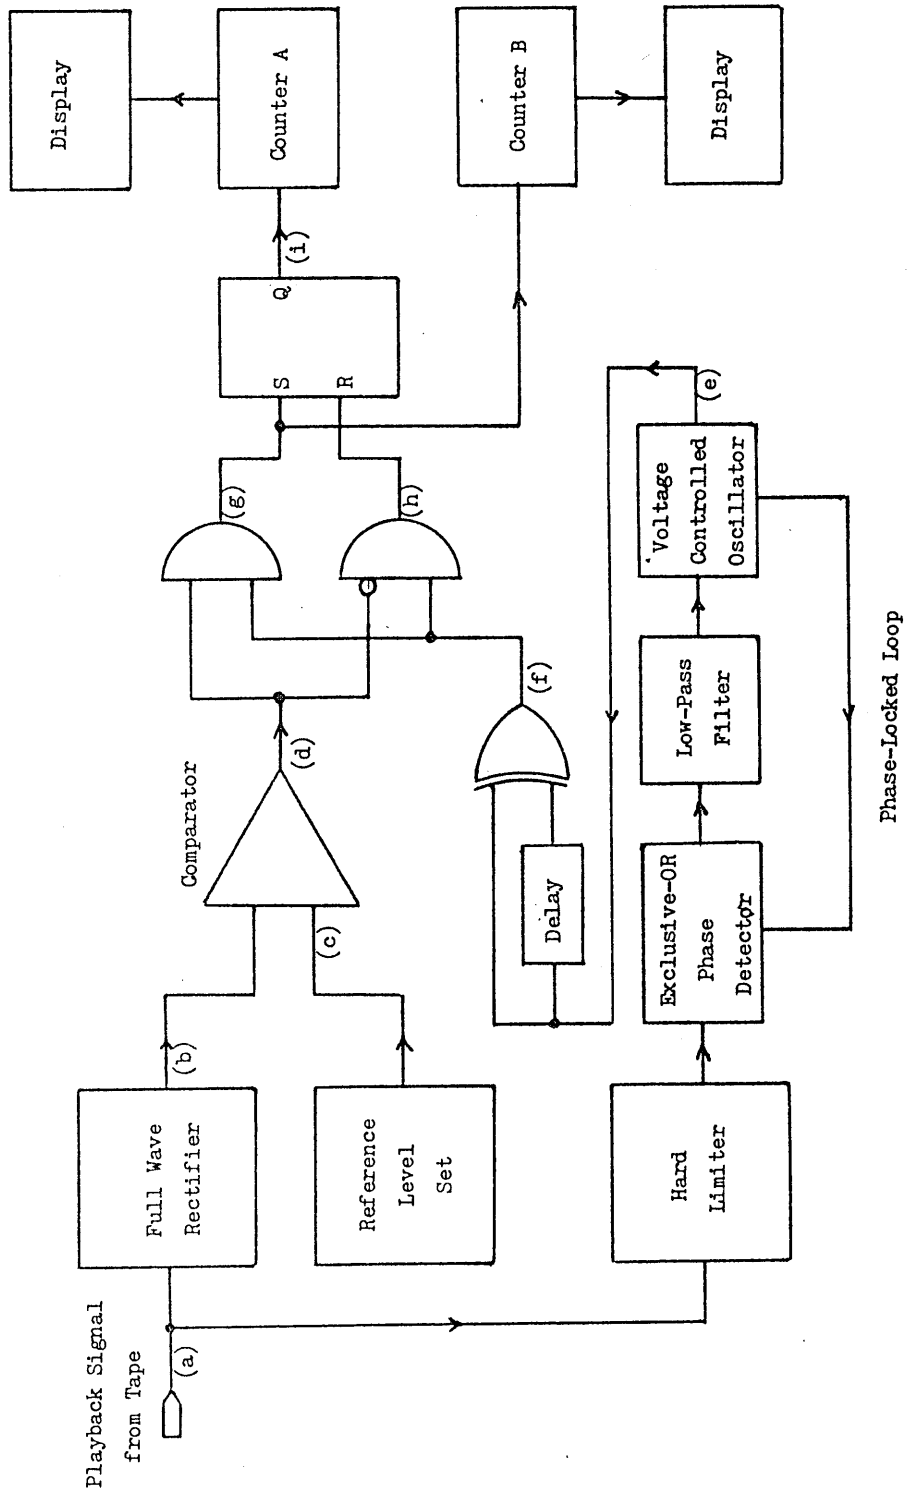 Playback Signal
from Tape
(a)
Full Wave
Rectifier
(b)
Reference
Level
Set
(c)
Comparator
(d)
(g)
(h)
S
R
Q
(i)
Counter A
Display
Counter B
Display
Delay
(f)
Hard
Limiter
Exclusive-OR
Phase
Detector
Low-Pass
Filter
Voltage
Controlled
Oscillator
(e)
Phase-Locked Loop